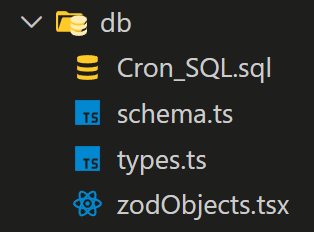 db
Cron_SQL.sql
TS schema.ts
TS types.ts
zodObjects.tsx